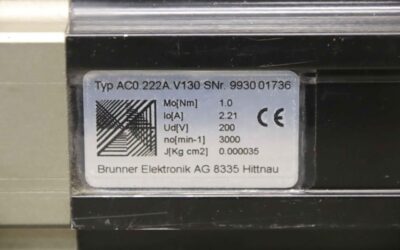 Typ AC0 222A.V130 SNr. 9930 01736
Mo[Nm] 1.0
Io[A] 2.21
Ud[V] 200
no[min-1] 3000
J[Kg cm2] 0.000035
CE
Brunner Elektronik AG 8335 Hittnau